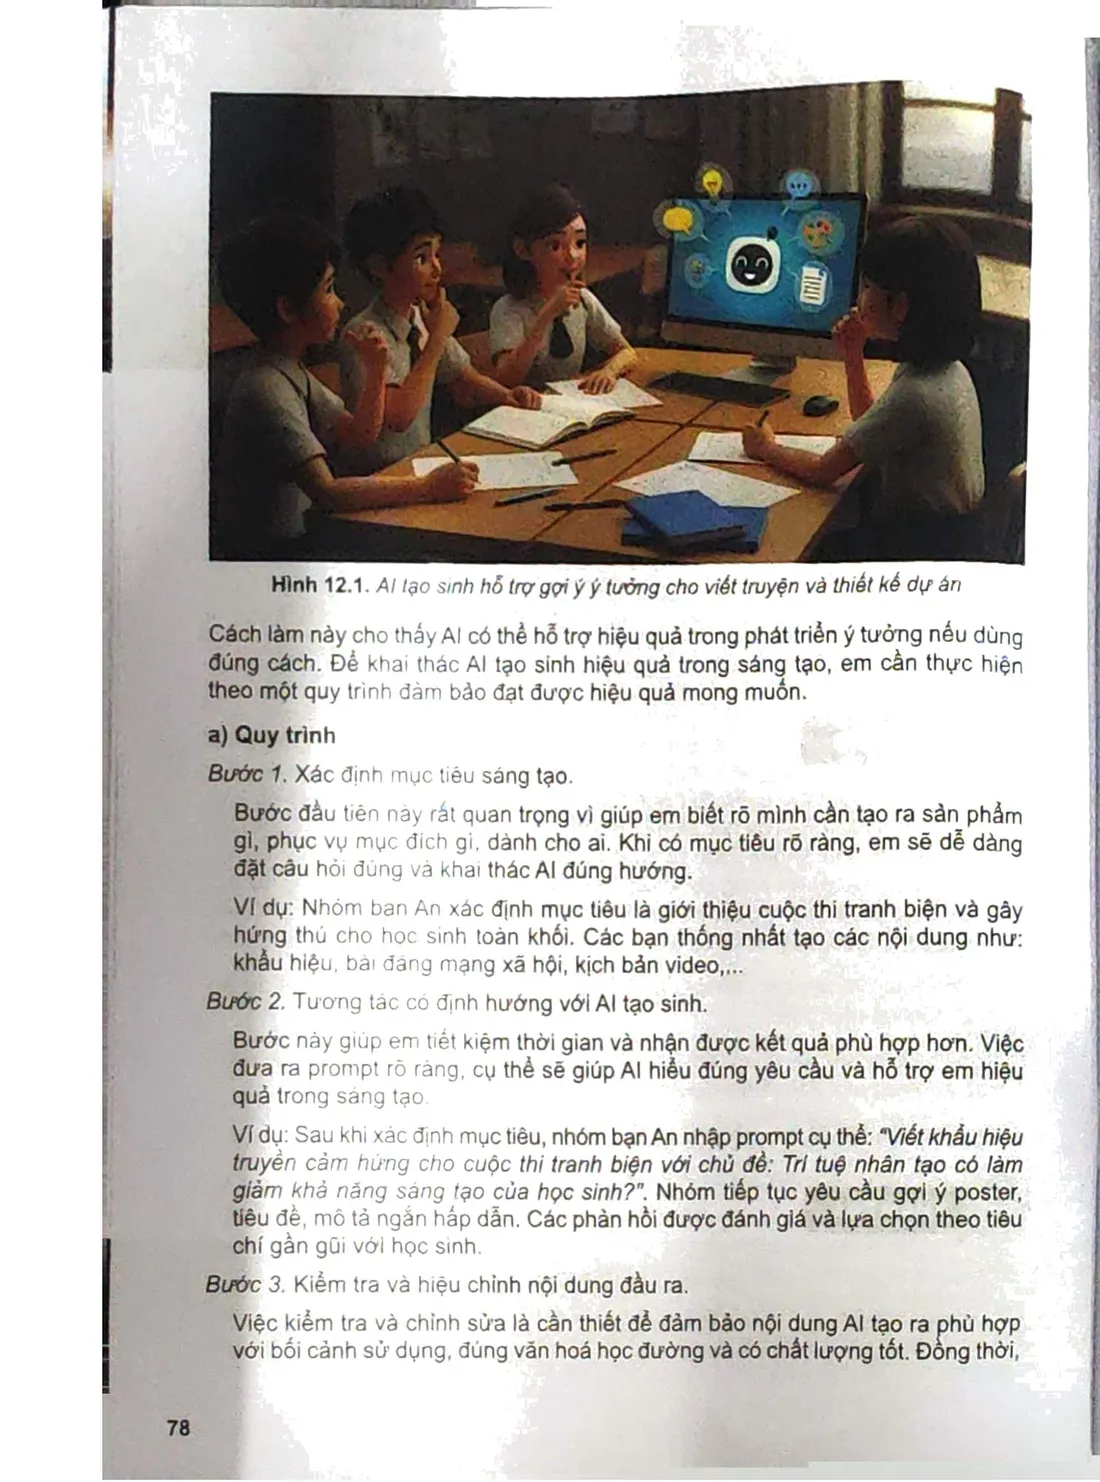 Hình 12.1. AI tạo sinh hỗ trợ gợi ý ý tưởng cho viết truyện và thiết kế dự án
Cách làm này cho thấy AI có thể hỗ trợ hiệu quả trong phát triển ý tưởng nếu dùng
đúng cách. Để khai thác AI tạo sinh hiệu quả trong sáng tạo, em cần thực hiện
theo một quy trình đảm bảo đạt được hiệu quả mong muốn.
a) Quy trình
Bước 1. Xác định mục tiêu sáng tạo.
Bước đầu tiên này rất quan trọng vì giúp em biết rõ mình cần tạo ra sản phẩm
gì, phục vụ mục đích gì, dành cho ai. Khi có mục tiêu rõ ràng, em sẽ dễ dàng
đặt câu hỏi đúng và khai thác AI đúng hướng.
Ví dụ: Nhóm bạn An xác định mục tiêu là giới thiệu cuộc thi tranh biện và gây
hứng thú cho học sinh toàn khối. Các bạn thống nhất tạo các nội dung như:
khẩu hiệu, bài đăng mạng xã hội, kịch bản video,...
Bước 2. Tương tác có định hướng với AI tạo sinh.
Bước này giúp em tiết kiệm thời gian và nhận được kết quả phù hợp hơn. Việc
đưa ra prompt rõ ràng, cụ thể sẽ giúp AI hiểu đúng yêu cầu và hỗ trợ em hiệu
quả trong sáng tạo.
Ví dụ: Sau khi xác định mục tiêu, nhóm bạn An nhập prompt cụ thể: "Viết khẩu hiệu
truyền cảm hứng cho cuộc thi tranh biện với chủ đề: Trí tuệ nhân tạo có làm
giảm khả năng sáng tạo của học sinh?". Nhóm tiếp tục yêu cầu gợi ý poster,
tiêu đề, mô tả ngắn hấp dẫn. Các phản hồi được đánh giá và lựa chọn theo tiêu
chí gần gũi với học sinh.
Bước 3. Kiểm tra và hiệu chỉnh nội dung đầu ra.
Việc kiểm tra và chỉnh sửa là cần thiết để đảm bảo nội dung AI tạo ra phù hợp
với bối cảnh sử dụng, đúng văn hoá học đường và có chất lượng tốt. Đồng thời,
78